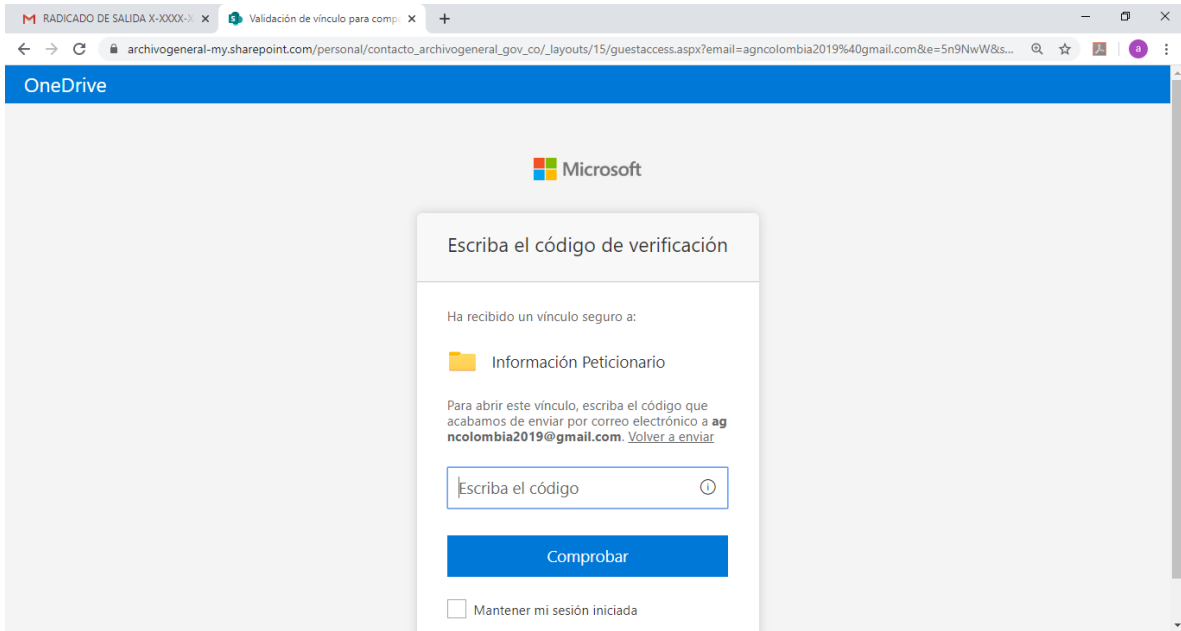 RADICADO DE SALIDA X-XXXX-X
Validación de vínculo para compa
archivogeneral-my.sharepoint.com/personal/contacto_archivogeneral_gov_co/_layouts/15/guestaccess.aspx?email=agncolombia2019%40gmail.com&e=5n9NwW&s...
a
OneDrive
Microsoft
Escriba el código de verificación
Ha recibido un vínculo seguro a:
Información Peticionario
Para abrir este vínculo, escriba el código que
acabamos de enviar por correo electrónico a ag
ncolombia2019@gmail.com. Volver a enviar
Escriba el código
Comprobar
Mantener mi sesión iniciada